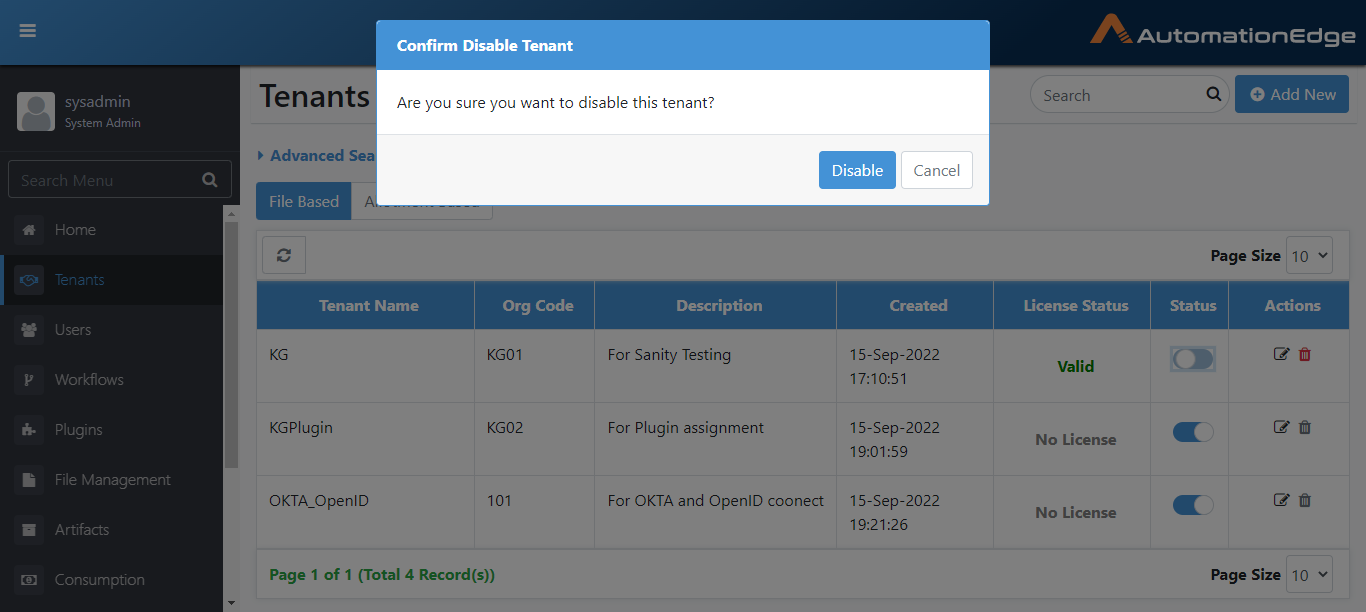 Confirm Disable Tenant
AutomationEdge
Are you sure you want to disable this tenant?
Disable
Cancel
sysadmin
System Admin
Search Menu
Home
Tenants
Users
Workflows
Plugins
File Management
Artifacts
Consumption
Tenants
Search
Add New
Advanced Sea
File Based
Page Size 10
Tenant Name Org Code Description Created License Status Status Actions
KG KG01 For Sanity Testing 15-Sep-2022
17:10:51
Valid
KGPlugin KG02 For Plugin assignment 15-Sep-2022
19:01:59
No License
OKTA_OpenID 101 For OKTA and OpenID coonect 15-Sep-2022
19:21:26
No License
Page 1 of 1 (Total 4 Record(s))
Page Size 10